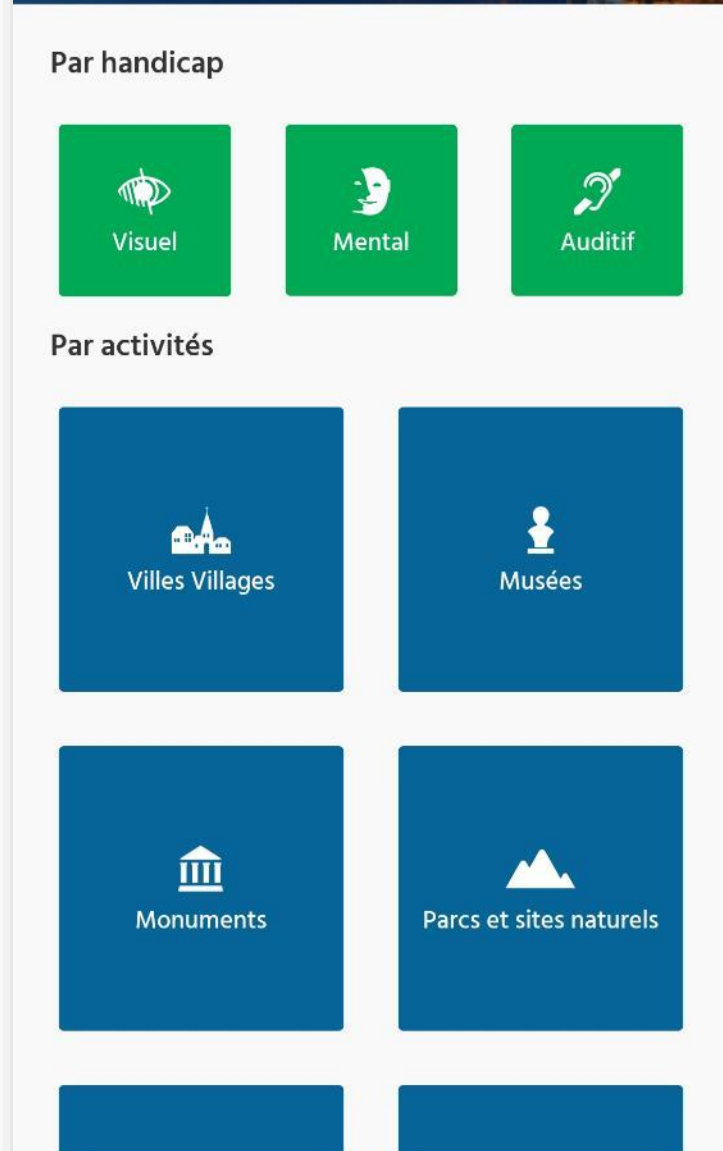 Par handicap
Visuel
Mental
Auditif
Par activités
Villes Villages
Musées
Monuments
Parcs et sites naturels